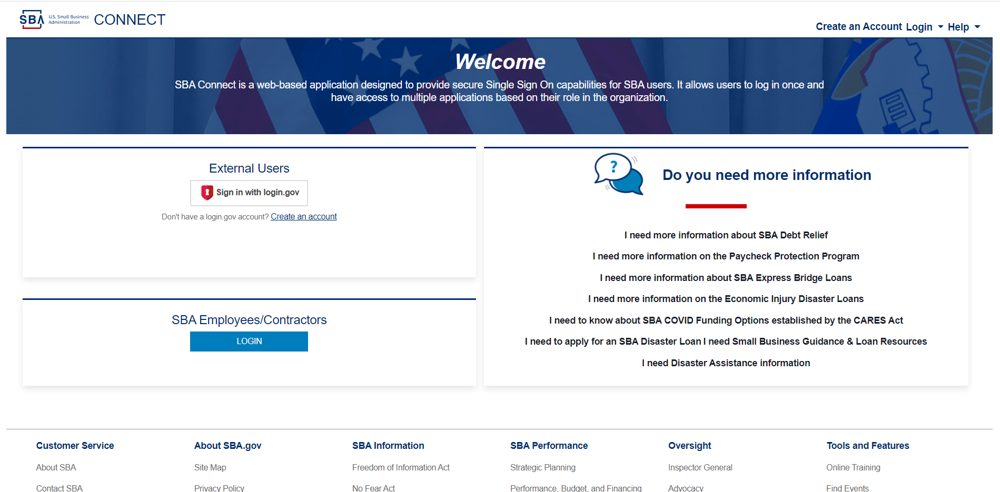 SBA U.S. Small Business Administration CONNECT
Create an Account Login Help
Welcome
SBA Connect is a web-based application designed to provide secure Single Sign On capabilities for SBA users. It allows users to log in once and
have access to multiple applications based on their role in the organization.
External Users
Sign in with login.gov
Don't have a login.gov account? Create an account
SBA Employees/Contractors
LOGIN
?
Do you need more information
I need more information about SBA Debt Relief
I need more information on the Paycheck Protection Program
I need more information about SBA Express Bridge Loans
I need more information on the Economic Injury Disaster Loans
I need to know about SBA COVID Funding Options established by the CARES Act
I need to apply for an SBA Disaster Loan I need Small Business Guidance & Loan Resources
I need Disaster Assistance information
Customer Service
About SBA
Contact SBA
About SBA.gov
Site Map
Privacy Policy
SBA Information
Freedom of Information Act
No Fear Act
SBA Performance
Strategic Planning
Performance, Budget, and Financing
Oversight
Inspector General
Advocacy
Tools and Features
Online Training
Find Events